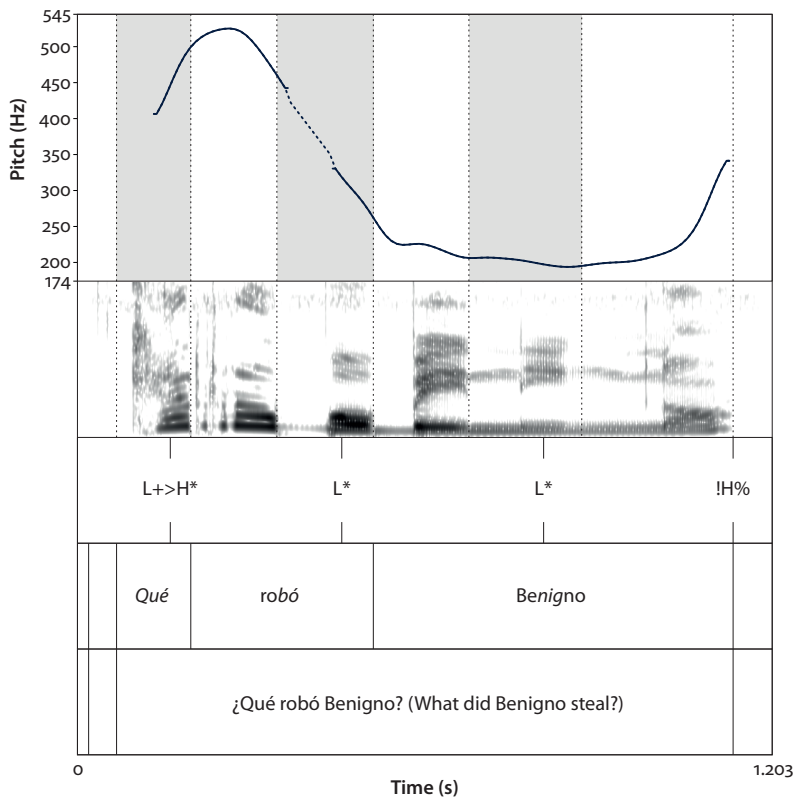 545
500
450
400
350
300
250
200
174
Pitch (Hz)
L+>H* L* L* !H%
Qué robó Benigno
¿Qué robó Benigno? (What did Benigno steal?)
0 1.203
Time (s)